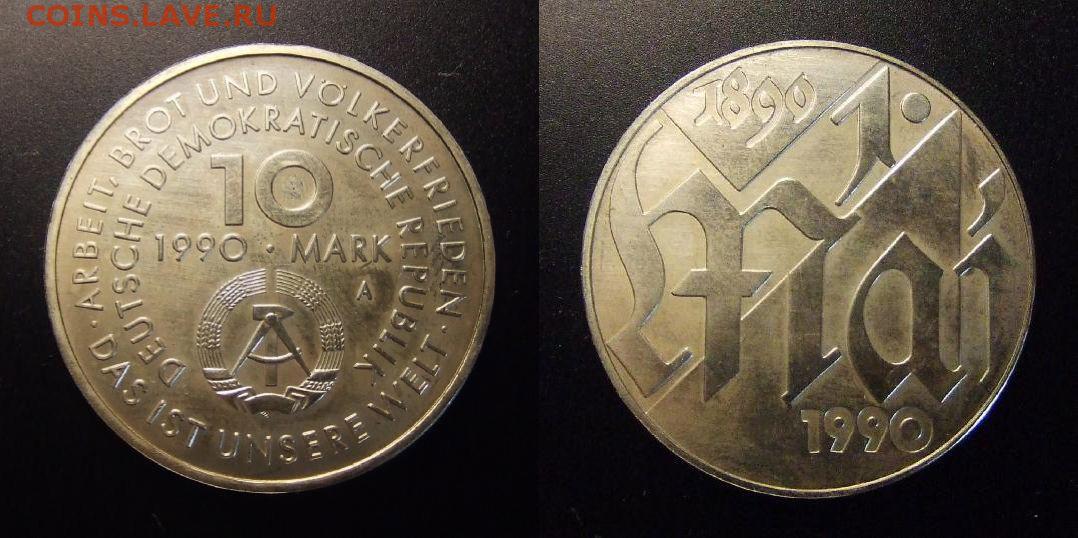 COINS.LAVE.RU
· ARBEIT, BROT UND VÖLKERFRIEDEN · DAS IST UNSERE WELT
DEUTSCHE DEMOKRATISCHE REPUBLIK
10
1990 · MARK
A
1890
1.
Mai
1990